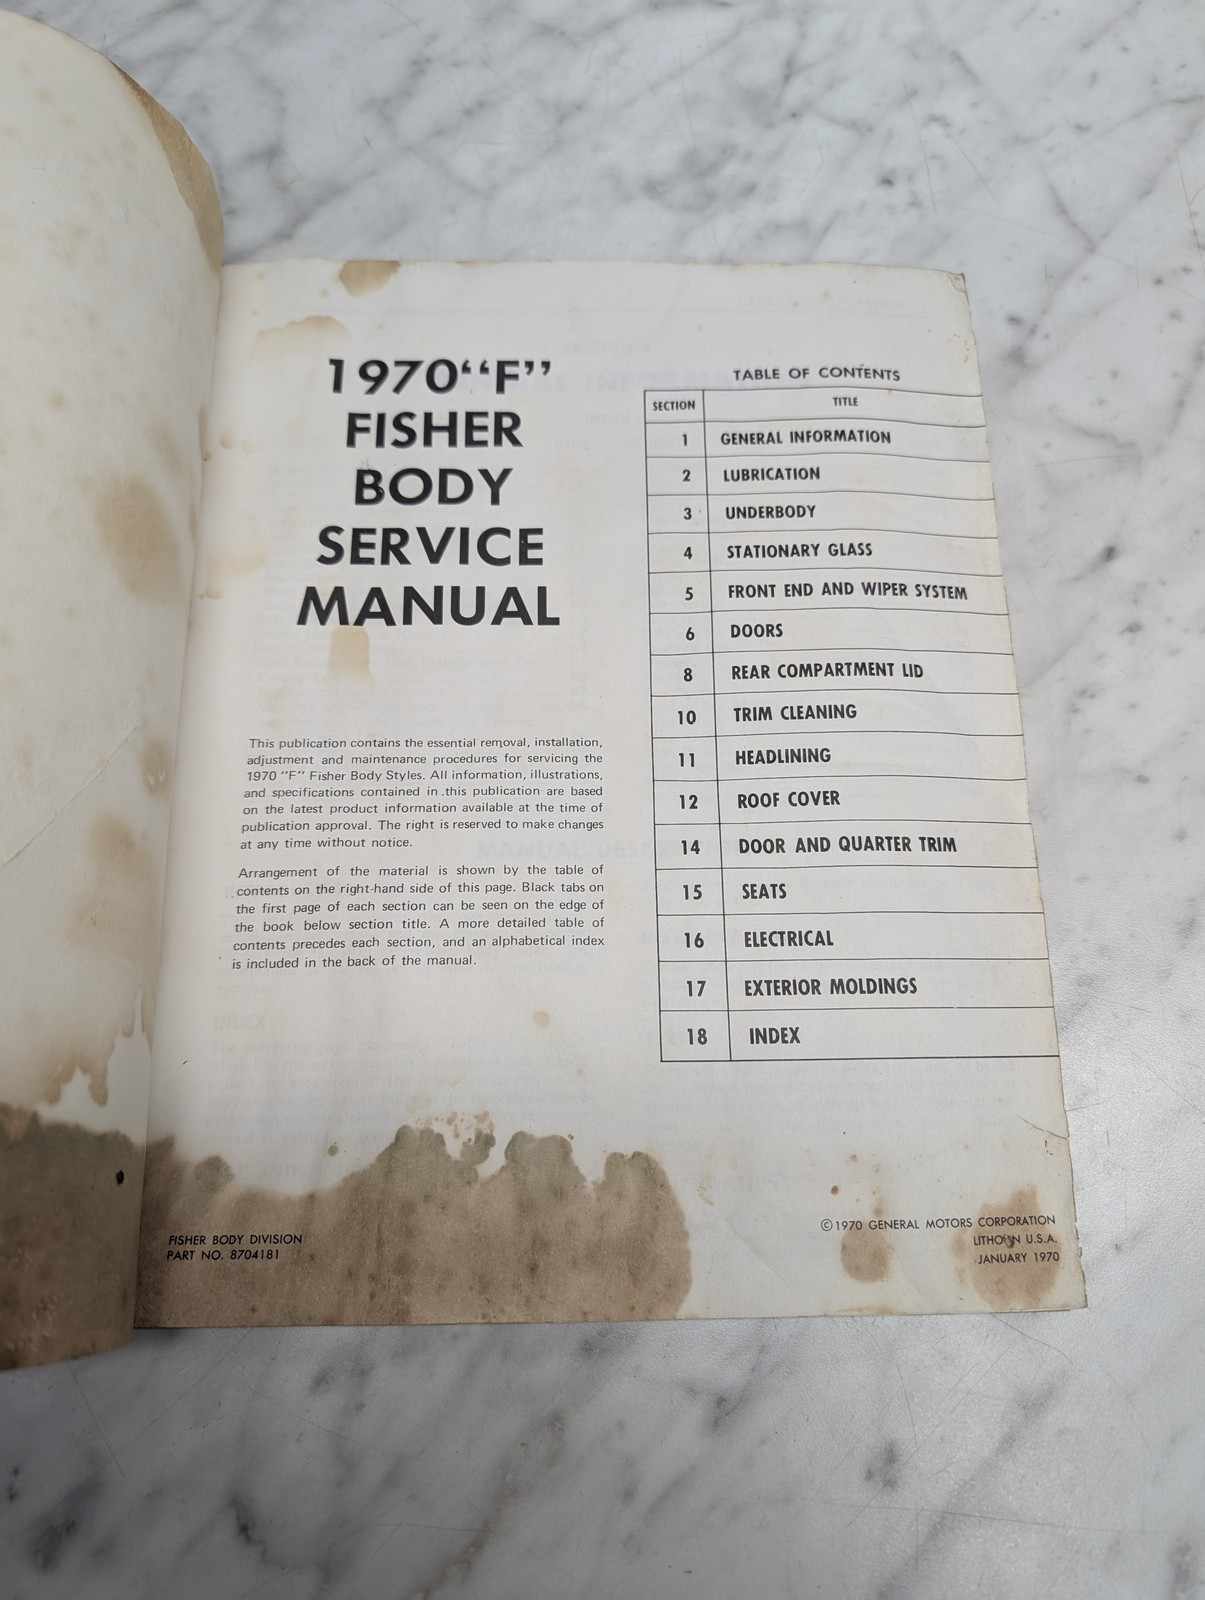 1970 “F”
FISHER
BODY
SERVICE
MANUAL
This publication contains the essential removal, installation,
adjustment and maintenance procedures for servicing the
1970 “F” Fisher Body Styles. All information, illustrations,
and specifications contained in this publication are based
on the latest product information available at the time of
publication approval. The right is reserved to make changes
at any time without notice.
Arrangement of the material is shown by the table of
contents on the right-hand side of this page. Black tabs on
the first page of each section can be seen on the edge of
the book below section title. A more detailed table of
contents precedes each section, and an alphabetical index
is included in the back of the manual.
FISHER BODY DIVISION
PART NO. 8704181
TABLE OF CONTENTS
SECTION TITLE
1 GENERAL INFORMATION
2 LUBRICATION
3 UNDERBODY
4 STATIONARY GLASS
5 FRONT END AND WIPER SYSTEM
6 DOORS
8 REAR COMPARTMENT LID
10 TRIM CLEANING
11 HEADLINING
12 ROOF COVER
14 DOOR AND QUARTER TRIM
15 SEATS
16 ELECTRICAL
17 EXTERIOR MOLDINGS
18 INDEX
©1970 GENERAL MOTORS CORPORATION
LITHO IN U.S.A.
JANUARY 1970